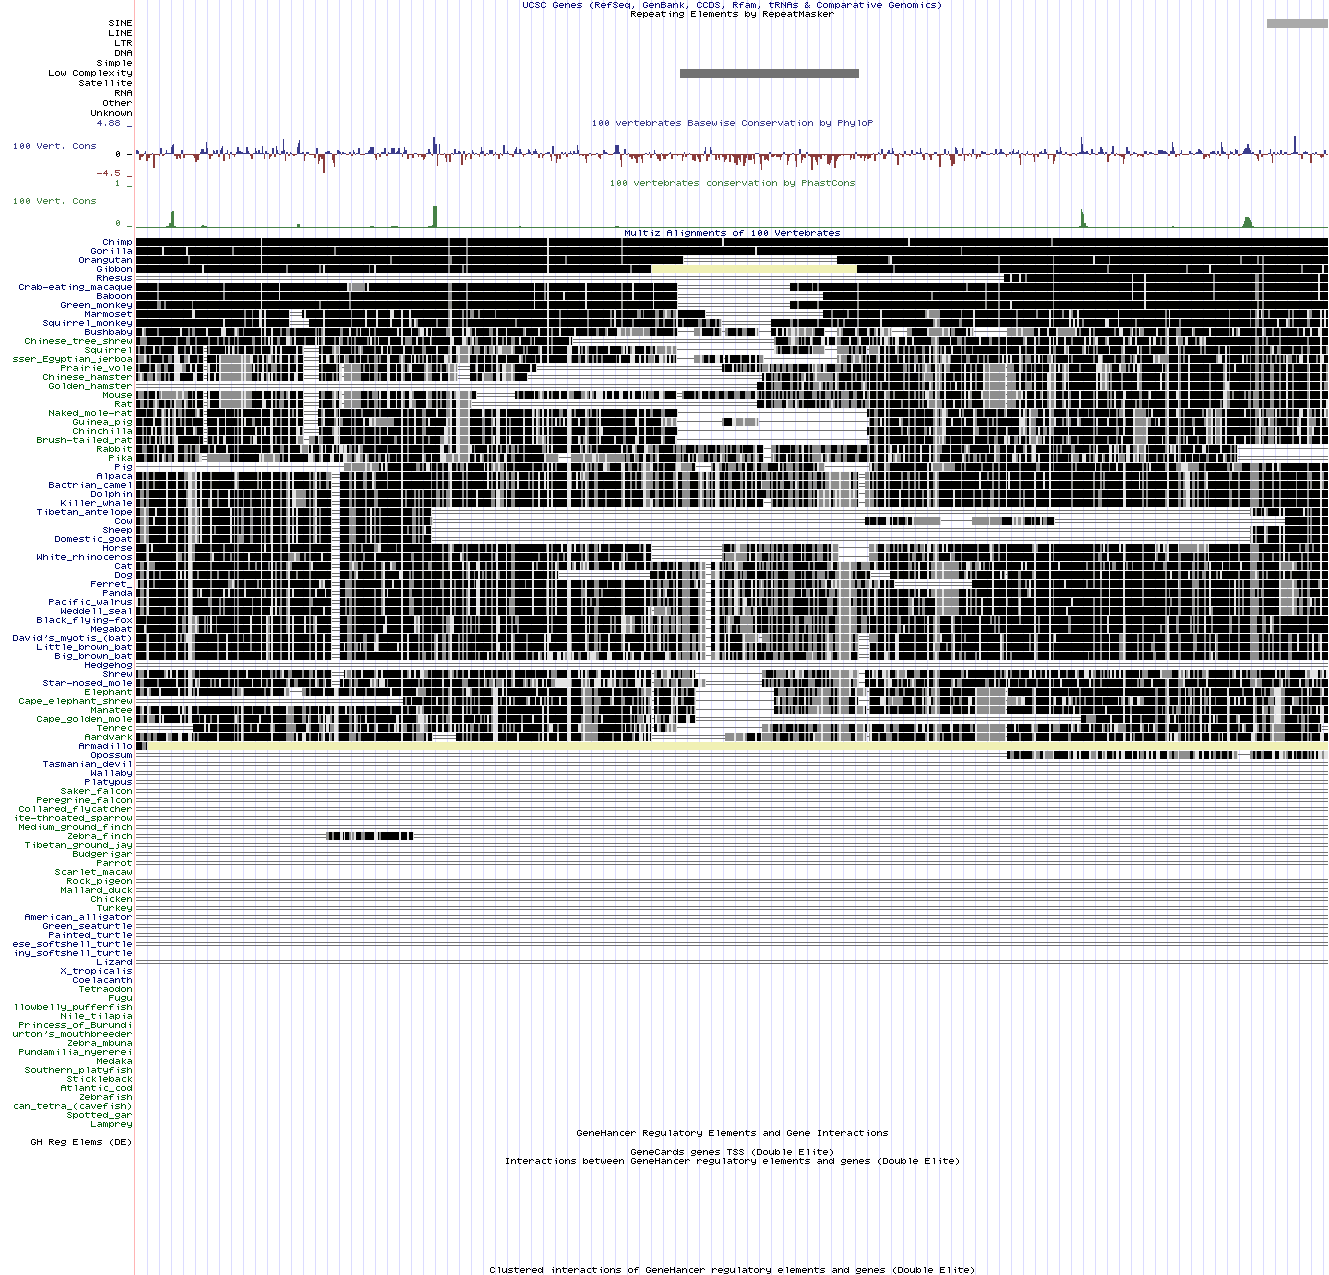 UCSC Genes (RefSeq, GenBank, CCDS, Rfam, tRNAs & Comparative Genomics)
Repeating Elements by RepeatMasker
SINE
LINE
LTR
DNA
Simple
Low Complexity
Satellite
RNA
Other
Unknown
4.88 _
100 vertebrates Basewise Conservation by PhyloP
100 Vert. Cons
0 _
-4.5 _
100 vertebrates conservation by PhastCons
1 _
100 Vert. Cons
0 _
Multiz Alignments of 100 Vertebrates
Chimp
Gorilla
Orangutan
Gibbon
Rhesus
Crab-eating_macaque
Baboon
Green_monkey
Marmoset
Squirrel_monkey
Bushbaby
Chinese_tree_shrew
Squirrel
sser_Egyptian_jerboa
Prairie_vole
Chinese_hamster
Golden_hamster
Mouse
Rat
Naked_mole-rat
Guinea_pig
Chinchilla
Brush-tailed_rat
Rabbit
Pika
Pig
Alpaca
Bactrian_camel
Dolphin
Killer_whale
Tibetan_antelope
Cow
Sheep
Domestic_goat
Horse
White_rhinoceros
Cat
Dog
Ferret_
Panda
Pacific_walrus
Weddell_seal
Black_flying-fox
Megabat
David's_myotis_(bat)
Little_brown_bat
Big_brown_bat
Hedgehog
Shrew
Star-nosed_mole
Elephant
Cape_elephant_shrew
Manatee
Cape_golden_mole
Tenrec
Aardvark
Armadillo
Opossum
Tasmanian_devil
Wallaby
Platypus
Saker_falcon
Peregrine_falcon
Collared_flycatcher
ite-throated_sparrow
Medium_ground_finch
Zebra_finch
Tibetan_ground_jay
Budgerigar
Parrot
Scarlet_macaw
Rock_pigeon
Mallard_duck
Chicken
Turkey
American_alligator
Green_seaturtle
Painted_turtle
ese_softshell_turtle
iny_softshell_turtle
Lizard
X_tropicalis
Coelacanth
Tetraodon
Fugu
llowbelly_pufferfish
Nile_tilapia
Princess_of_Burundi
urton's_mouthbreeder
Zebra_mbuna
Pundamilia_nyererei
Medaka
Southern_platyfish
Stickleback
Atlantic_cod
Zebrafish
can_tetra_(cavefish)
Spotted_gar
Lamprey
GeneHancer Regulatory Elements and Gene Interactions
GH Reg Elems (DE)
GeneCards genes TSS (Double Elite)
Interactions between GeneHancer regulatory elements and genes (Double Elite)
Clustered interactions of GeneHancer regulatory elements and genes (Double Elite)